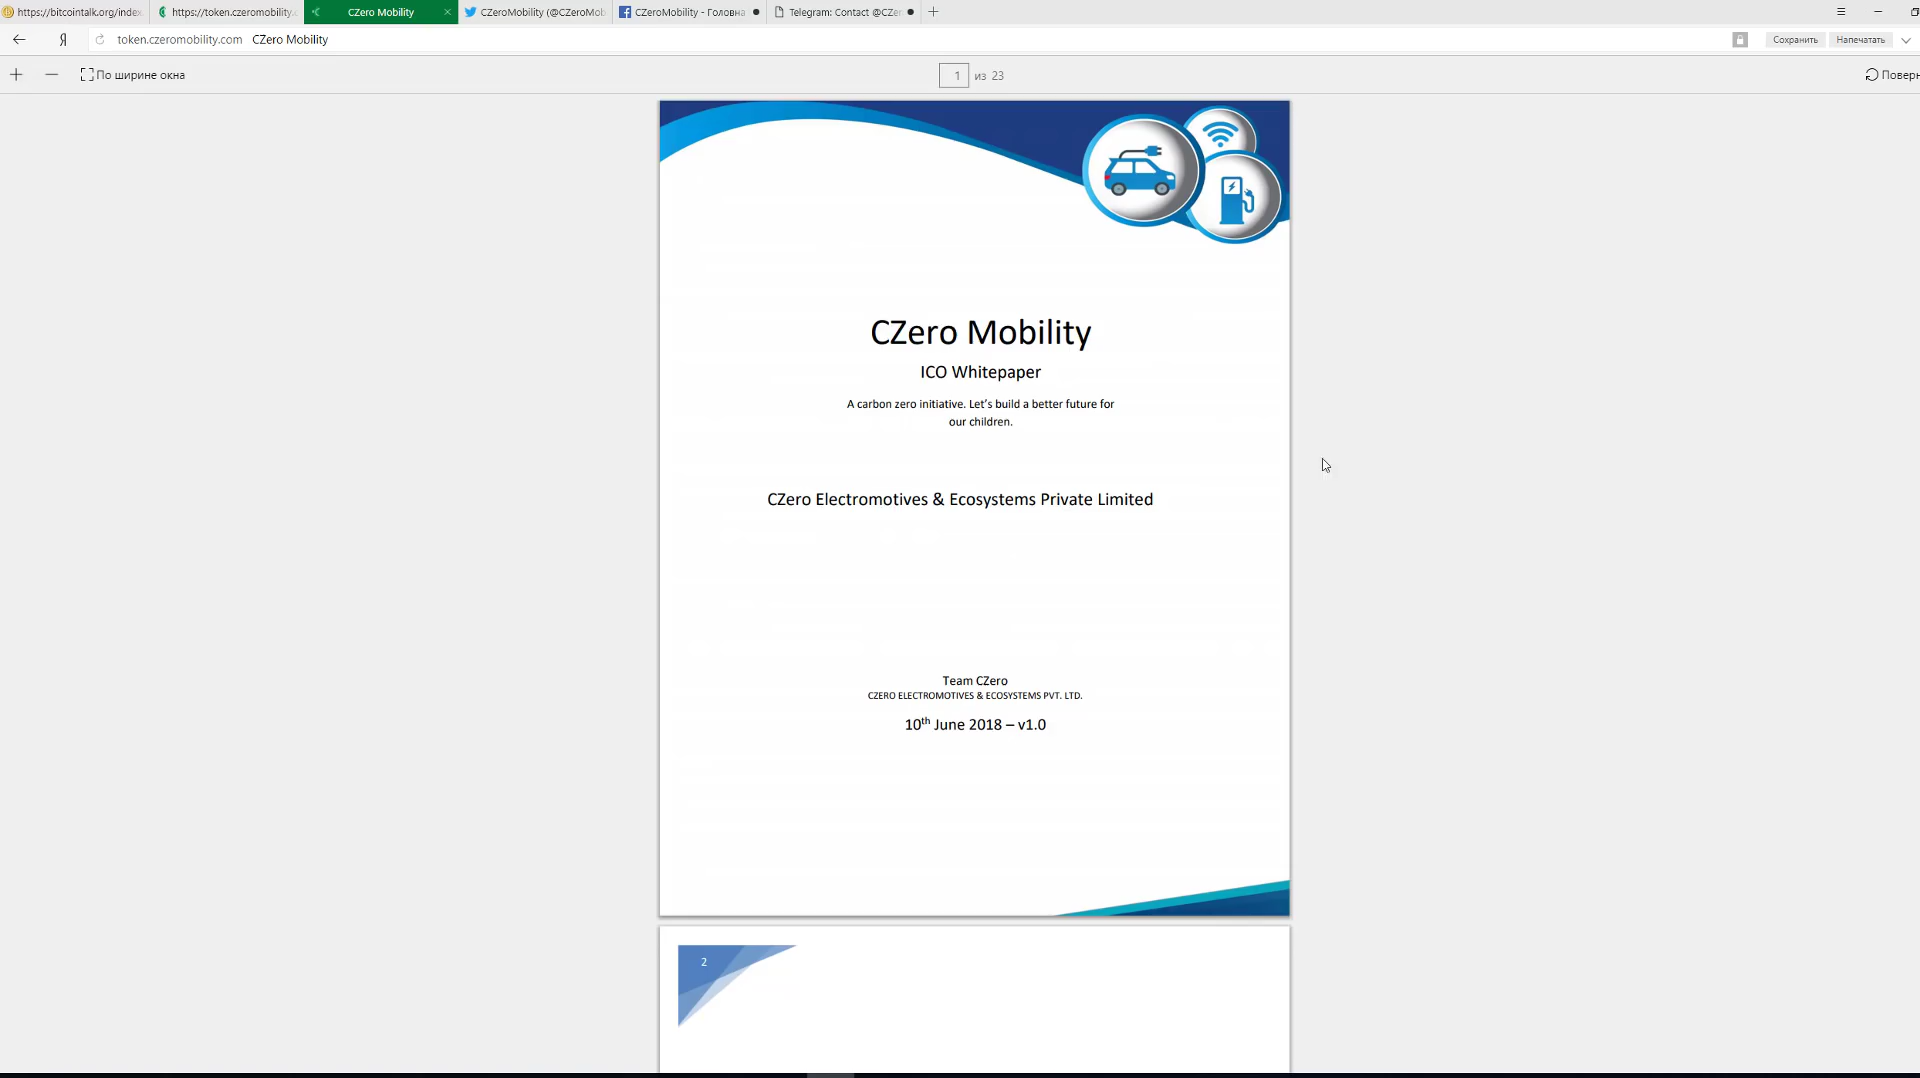 https://bitcointalk.org/index.
https://token.czeromobility.
CZero Mobility
CZeroMobility (@CZeroMob
CZeroMobility - Головна
Telegram: Contact @CZer
Я
token.czeromobility.com CZero Mobility
Сохранить
Напечатать
По ширине окна
1 из 23
Поверн
CZero Mobility
ICO Whitepaper
A carbon zero initiative. Let’s build a better future for
our children.
CZero Electromotives & Ecosystems Private Limited
Team CZero
CZERO ELECTROMOTIVES & ECOSYSTEMS PVT. LTD.
10th June 2018 – v1.0
2